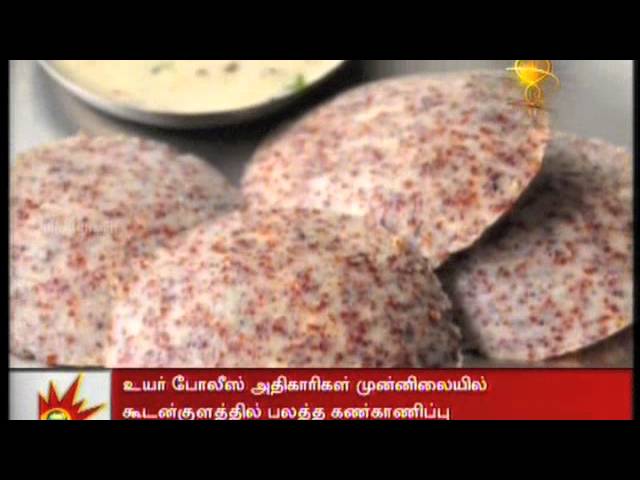 உயர் போலீஸ் அதிகாரிகள் முன்னிலையில்
கூடன்குளத்தில் பலத்த கண்காணிப்பு